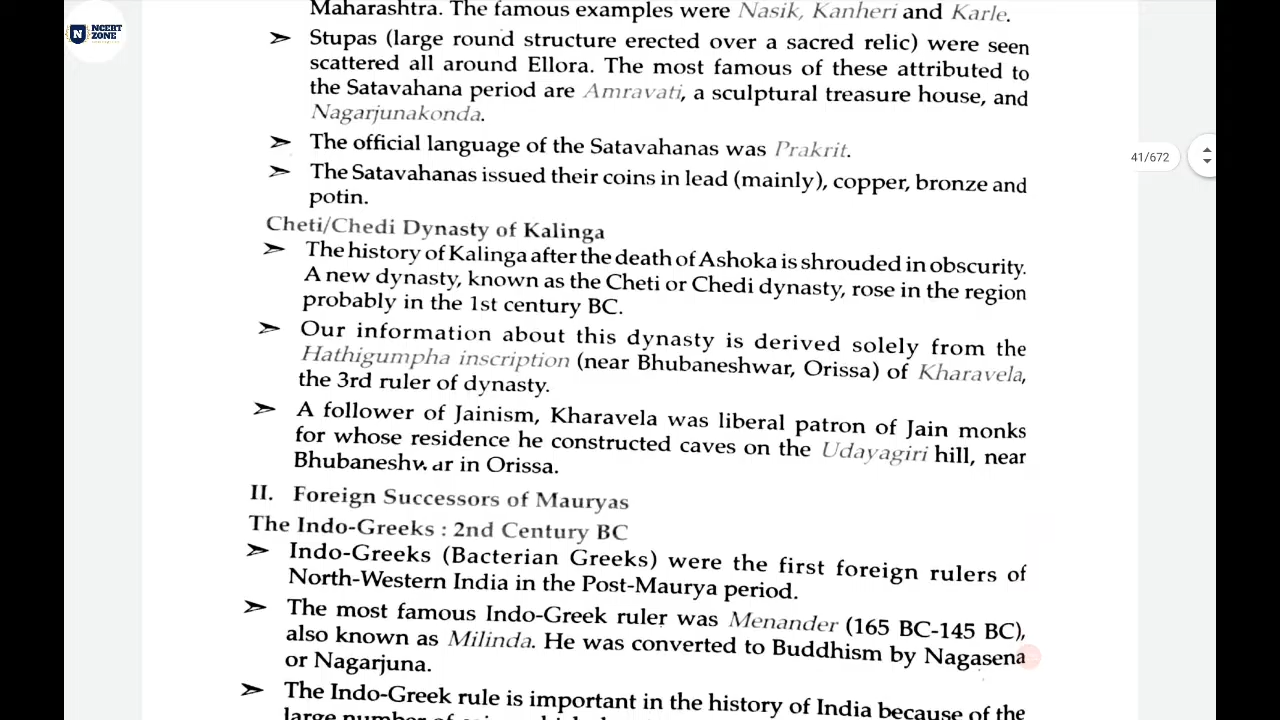 NCERT
ZONE
Maharashtra. The famous examples were Nasik, Kanheri and Karle.
➢ Stupas (large round structure erected over a sacred relic) were seen
scattered all around Ellora. The most famous of these attributed to
the Satavahana period are Amravati, a sculptural treasure house, and
Nagarjunakonda.
➢ The official language of the Satavahanas was Prakrit.
41/672
➢ The Satavahanas issued their coins in lead (mainly), copper, bronze and
potin.
Cheti/Chedi Dynasty of Kalinga
➢ The history of Kalinga after the death of Ashoka is shrouded in obscurity.
A new dynasty, known as the Cheti or Chedi dynasty, rose in the region
probably in the 1st century BC.
➢ Our information about this dynasty is derived solely from the
Hathigumpha inscription (near Bhubaneshwar, Orissa) of Kharavela,
the 3rd ruler of dynasty.
➢ A follower of Jainism, Kharavela was liberal patron of Jain monks
for whose residence he constructed caves on the Udayagiri hill, near
Bhubaneshwar in Orissa.
II. Foreign Successors of Mauryas
The Indo-Greeks : 2nd Century BC
➢ Indo-Greeks (Bacterian Greeks) were the first foreign rulers of
North-Western India in the Post-Maurya period.
➢ The most famous Indo-Greek ruler was Menander (165 BC-145 BC),
also known as Milinda. He was converted to Buddhism by Nagasena
or Nagarjuna.
➢ The Indo-Greek rule is important in the history of India because of the
large number of